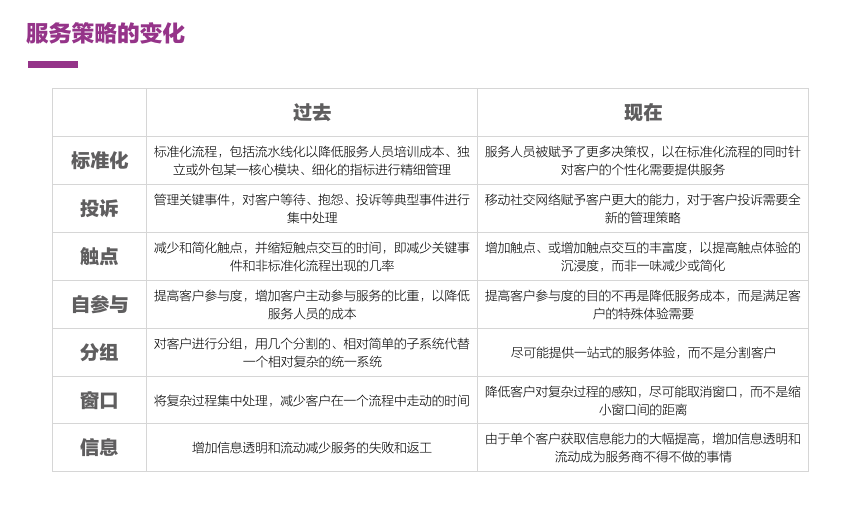 服务策略的变化
过去
现在
标准化
标准化流程，包括流水线化以降低服务人员培训成本、独
立或外包某一核心模块、细化的指标进行精细管理
服务人员被赋予了更多决策权，以在标准化流程的同时针
对客户的个性化需要提供服务
投诉
管理关键事件，对客户等待、抱怨、投诉等典型事件进行
集中处理
移动社交网络赋予客户更大的能力，对于客户投诉需要全
新的管理策略
触点
减少和简化触点，并缩短触点交互的时间，即减少关键事
件和非标准化流程出现的几率
增加触点、或增加触点交互的丰富度，以提高触点体验的
沉浸度，而非一味减少或简化
自参与
提高客户参与度，增加客户主动参与服务的比重，以降低
服务人员的成本
提高客户参与度的目的不再是降低服务成本，而是满足客
户的特殊体验需要
分组
对客户进行分组，用几个分割的、相对简单的子系统代替
一个相对复杂的统一系统
尽可能提供一站式的服务体验，而不是分割客户
窗口
将复杂过程集中处理，减少客户在一个流程中走动的时间
降低客户对复杂过程的感知，尽可能取消窗口，而不是缩
小窗口间的距离
信息
增加信息透明和流动减少服务的失败和返工
由于单个客户获取信息能力的大幅提高，增加信息透明和
流动成为服务商不得不做的事情